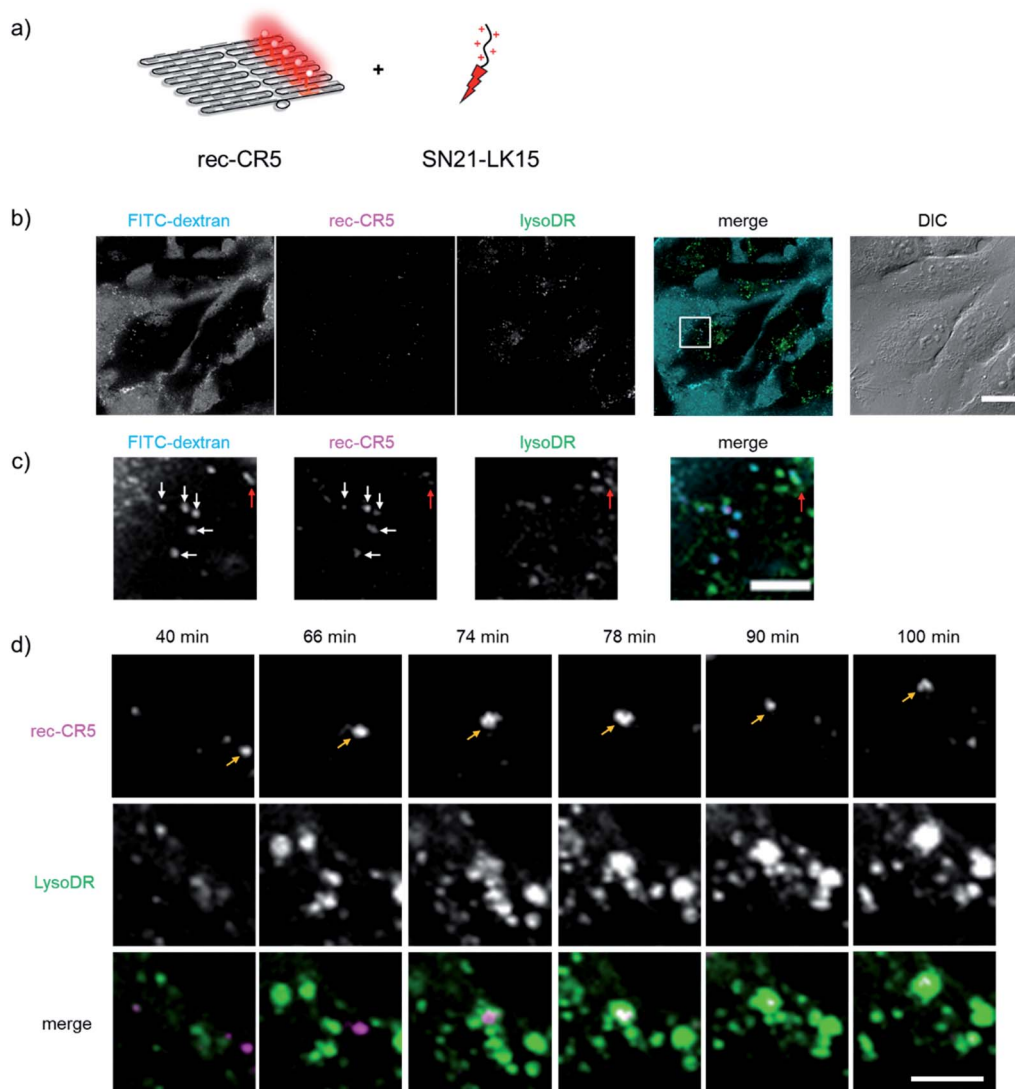 a)
+
rec-CR5 SN21-LK15
b)
FITC-dextran rec-CR5 lysoDR merge DIC
c)
FITC-dextran rec-CR5 lysoDR merge
40 min 66 min 74 min 78 min 90 min 100 min
d)
rec-CR5
LysoDR
merge